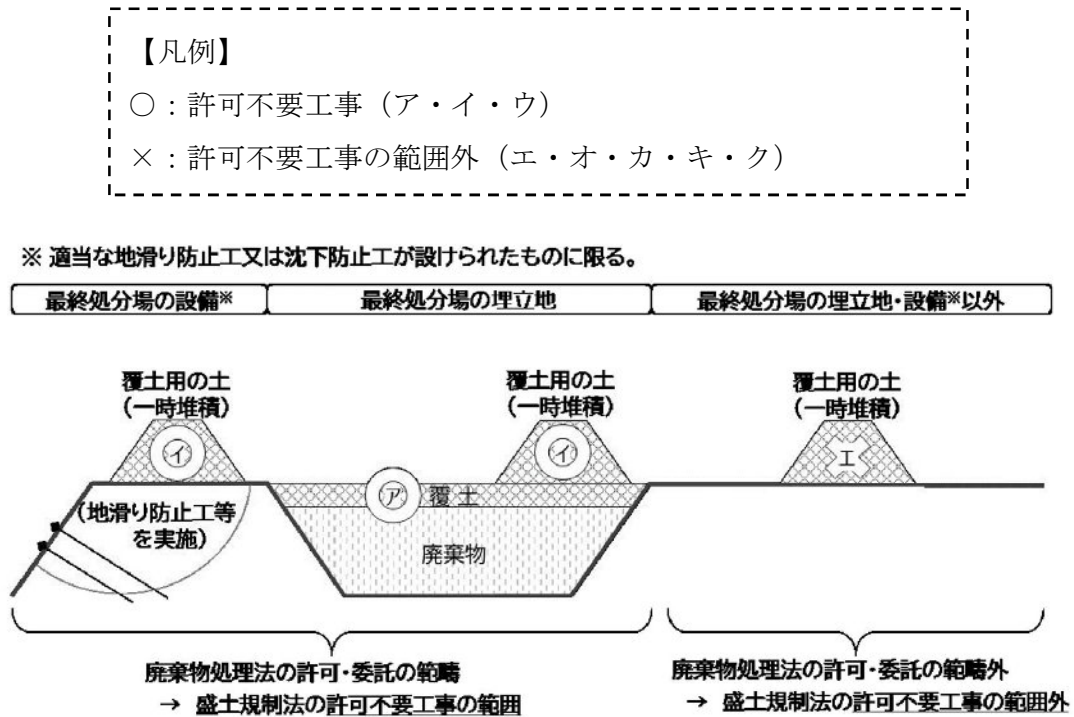 【凡例】
○：許可不要工事（ア・イ・ウ）
×：許可不要工事の範囲外（エ・オ・カ・キ・ク）
※ 適当な地滑り防止工又は沈下防止工が設けられたものに限る。
最終処分場の設備※
最終処分場の埋立地
最終処分場の埋立地・設備※以外
覆土用の土
（一時堆積）
覆土用の土
（一時堆積）
覆土用の土
（一時堆積）
イ
イ
エ
ア
覆土
（地滑り防止工等
を実施）
廃棄物
廃棄物処理法の許可・委託の範疇
→ 盛土規制法の許可不要工事の範囲
廃棄物処理法の許可・委託の範疇外
→ 盛土規制法の許可不要工事の範囲外